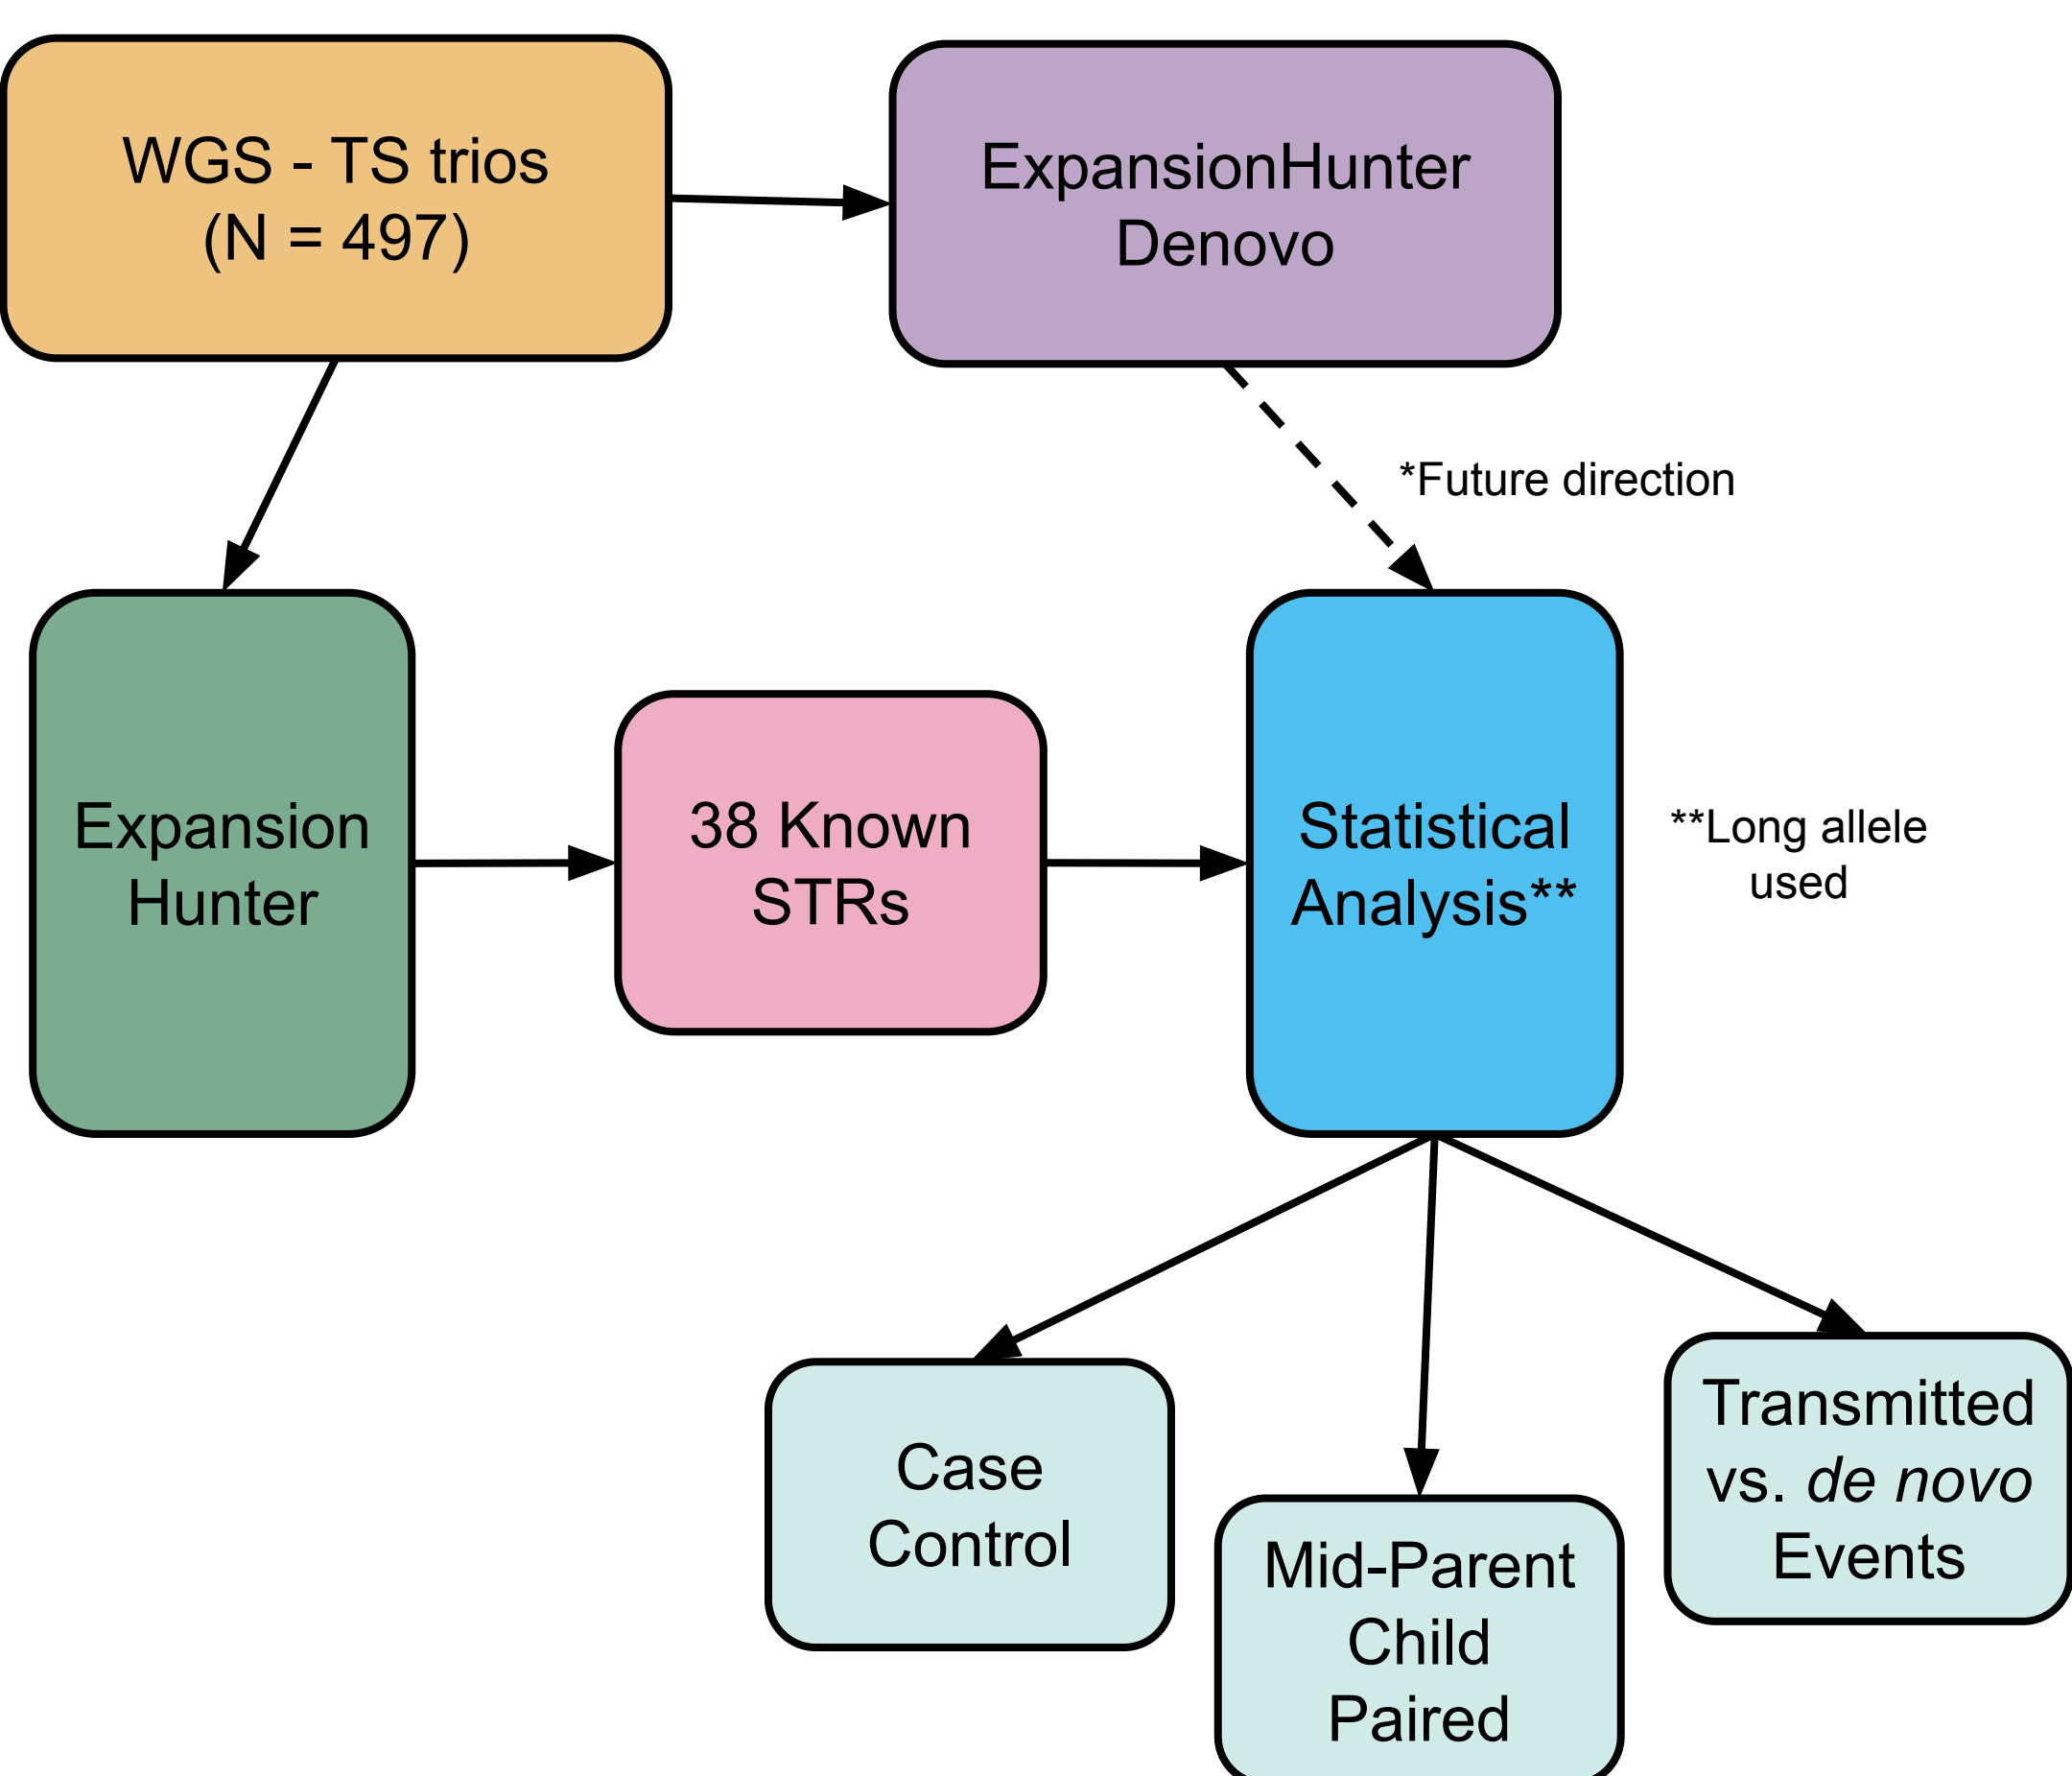 WGS - TS trios
(N = 497)
ExpansionHunter
Denovo
*Future direction
Expansion
Hunter
38 Known
STRs
Statistical
Analysis**
**Long allele
used
Case
Control
Mid-Parent
Child
Paired
Transmitted
vs. de novo
Events